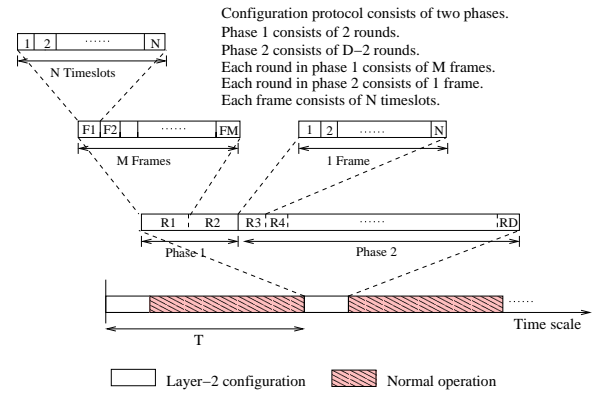 Configuration protocol consists of two phases.
Phase 1 consists of 2 rounds.
Phase 2 consists of D−2 rounds.
Each round in phase 1 consists of M frames.
Each round in phase 2 consists of 1 frame.
Each frame consists of N timeslots.
1 2 ...... N
N Timeslots
F1 F2 ...... FM
M Frames
1 2 ...... N
1 Frame
R1 R2 R3 R4 ...... RD
Phase 1
Phase 2
......
Time scale
T
Layer−2 configuration
Normal operation